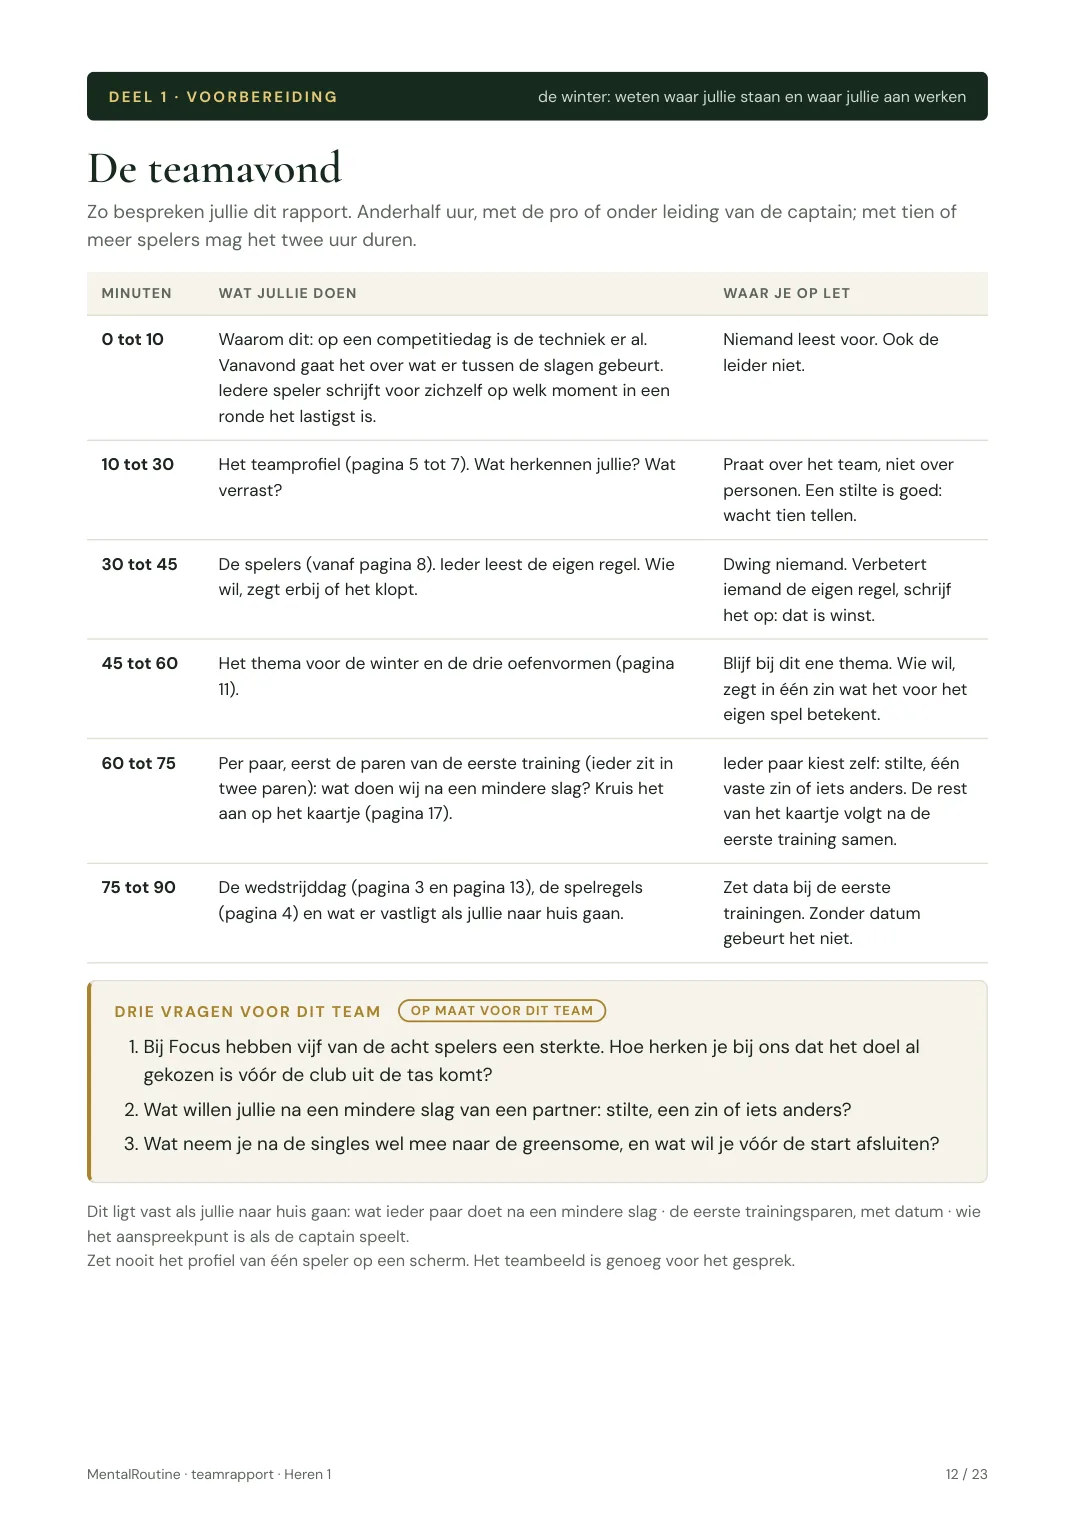 DEEL 1 · VOORBEREIDING
de winter: weten waar jullie staan en waar jullie aan werken
De teamavond
Zo bespreken jullie dit rapport. Anderhalf uur, met de pro of onder leiding van de captain; met tien of
meer spelers mag het twee uur duren.
MINUTEN
WAT JULLIE DOEN
WAAR JE OP LET
0 tot 10
Waarom dit: op een competitiedag is de techniek er al.
Vanavond gaat het over wat er tussen de slagen gebeurt.
Iedere speler schrijft voor zichzelf op welk moment in een
ronde het lastigst is.
Niemand leest voor. Ook de
leider niet.
10 tot 30
Het teamprofiel (pagina 5 tot 7). Wat herkennen jullie? Wat
verrast?
Praat over het team, niet over
personen. Een stilte is goed:
wacht tien tellen.
30 tot 45
De spelers (vanaf pagina 8). Ieder leest de eigen regel. Wie
wil, zegt erbij of het klopt.
Dwing niemand. Verbetert
iemand de eigen regel, schrijf
het op: dat is winst.
45 tot 60
Het thema voor de winter en de drie oefenvormen (pagina
11).
Blijf bij dit ene thema. Wie wil,
zegt in één zin wat het voor het
eigen spel betekent.
60 tot 75
Per paar, eerst de paren van de eerste training (ieder zit in
twee paren): wat doen wij na een mindere slag? Kruis het
aan op het kaartje (pagina 17).
Ieder paar kiest zelf: stilte, één
vaste zin of iets anders. De rest
van het kaartje volgt na de
eerste training samen.
75 tot 90
De wedstrijddag (pagina 3 en pagina 13), de spelregels
(pagina 4) en wat er vastligt als jullie naar huis gaan.
Zet data bij de eerste
trainingen. Zonder datum
gebeurt het niet.
DRIE VRAGEN VOOR DIT TEAM
OP MAAT VOOR DIT TEAM
1. Bij Focus hebben vijf van de acht spelers een sterkte. Hoe herken je bij ons dat het doel al
gekozen is vóór de club uit de tas komt?
2. Wat willen jullie na een mindere slag van een partner: stilte, een zin of iets anders?
3. Wat neem je na de singles wel mee naar de greensome, en wat wil je vóór de start afsluiten?
Dit ligt vast als jullie naar huis gaan: wat ieder paar doet na een mindere slag · de eerste trainingsparen, met datum · wie
het aanspreekpunt is als de captain speelt.
Zet nooit het profiel van één speler op een scherm. Het teambeeld is genoeg voor het gesprek.
MentalRoutine · teamrapport · Heren 1
12 / 23